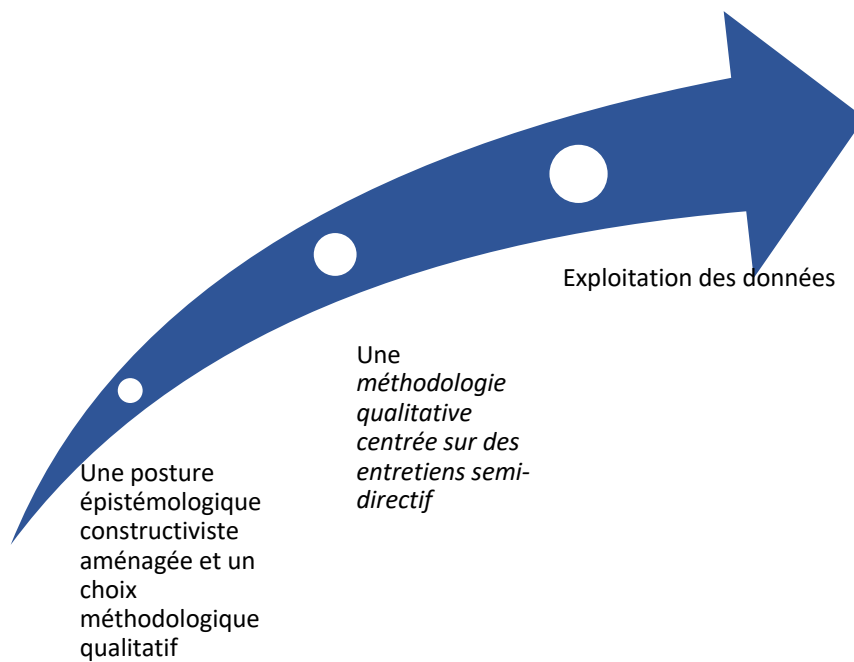 Une posture
épistémologique
constructiviste
aménagée et un
choix
méthodologique
qualitatif
Une
méthodologie
qualitative
centrée sur des
entretiens semi-
directif
Exploitation des données